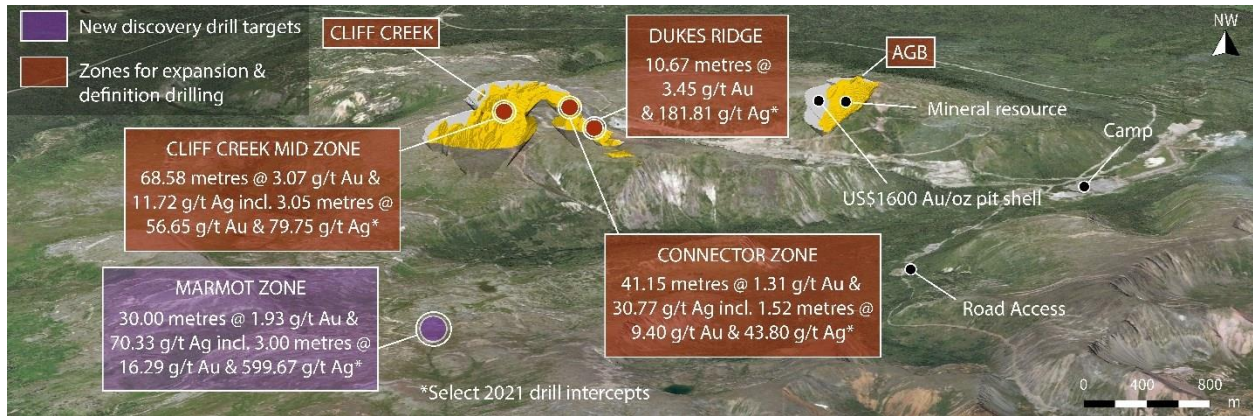 New discovery drill targets
Zones for expansion &
definition drilling
CLIFF CREEK
DUKES RIDGE
10.67 metres @
3.45 g/t Au
& 181.81 g/t Ag*
AGB
NW
Mineral resource
Camp
US$1600 Au/oz pit shell
CLIFF CREEK MID ZONE
68.58 metres @ 3.07 g/t Au &
11.72 g/t Ag incl. 3.05 metres @
56.65 g/t Au & 79.75 g/t Ag*
CONNECTOR ZONE
41.15 metres @ 1.31 g/t Au &
30.77 g/t Ag incl. 1.52 metres @
9.40 g/t Au & 43.80 g/t Ag*
Road Access
MARMOT ZONE
30.00 metres @ 1.93 g/t Au &
70.33 g/t Ag incl. 3.00 metres @
16.29 g/t Au & 599.67 g/t Ag*
*Select 2021 drill intercepts
0 400 800
m